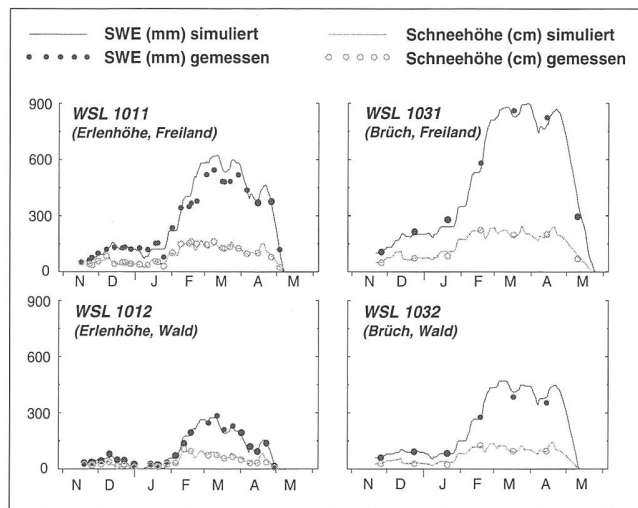 SWE (mm) simuliert
Schneehöhe (cm) simuliert
SWE (mm) gemessen
Schneehöhe (cm) gemessen
900
600
300
0
WSL 1011
(Erlenhöhe, Freiland)
N D J F M A M
WSL 1031
(Brüch, Freiland)
N D J F M A M
900
600
300
0
WSL 1012
(Erlenhöhe, Wald)
N D J F M A M
WSL 1032
(Brüch, Wald)
N D J F M A M